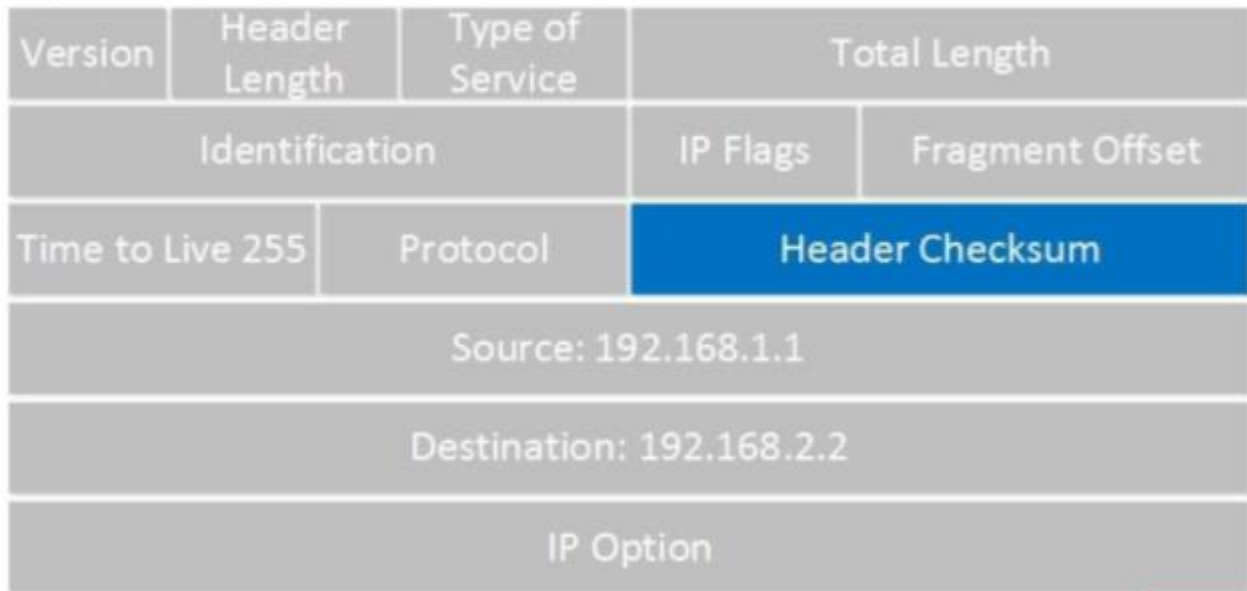 Version
Header
Length
Type of
Service
Total Length
Identification
IP Flags
Fragment Offset
Time to Live 255
Protocol
Header Checksum
Source: 192.168.1.1
Destination: 192.168.2.2
IP Option